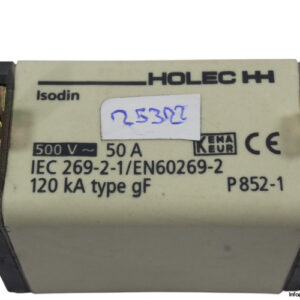 HOLEC
Isodin
500 V ~ 50 A
KEMA
KEUR
CE
IEC 269-2-1/EN60269-2
120 kA type gF
P852-1